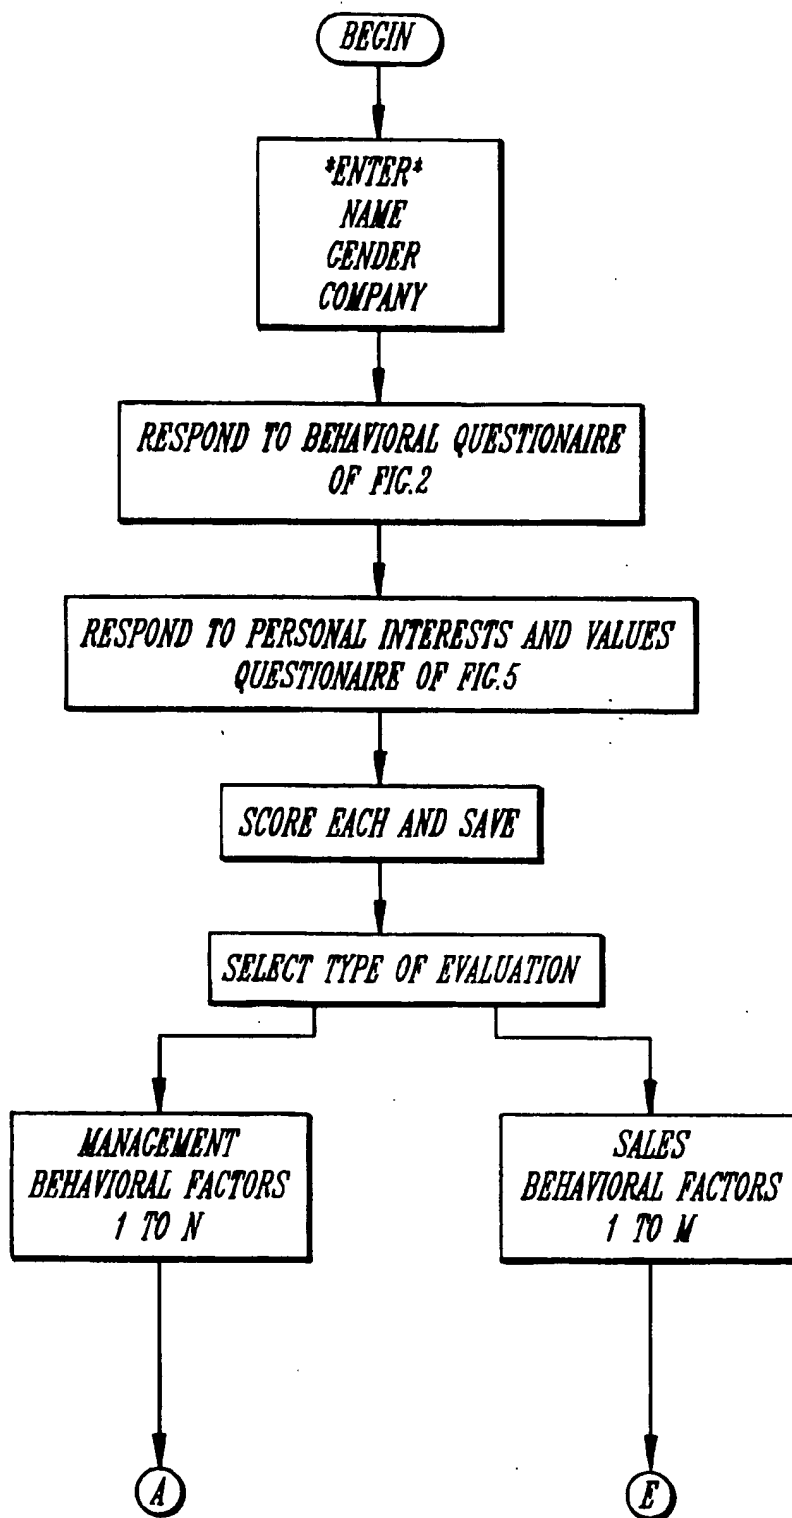 BEGIN
*ENTER*
NAME
GENDER
COMPANY
RESPOND TO BEHAVIORAL QUESTIONAIRE
OF FIG.2
RESPOND TO PERSONAL INTERESTS AND VALUES
QUESTIONAIRE OF FIG.5
SCORE EACH AND SAVE
SELECT TYPE OF EVALUATION
MANAGEMENT
BEHAVIORAL FACTORS
1 TO N
SALES
BEHAVIORAL FACTORS
1 TO M
A
E